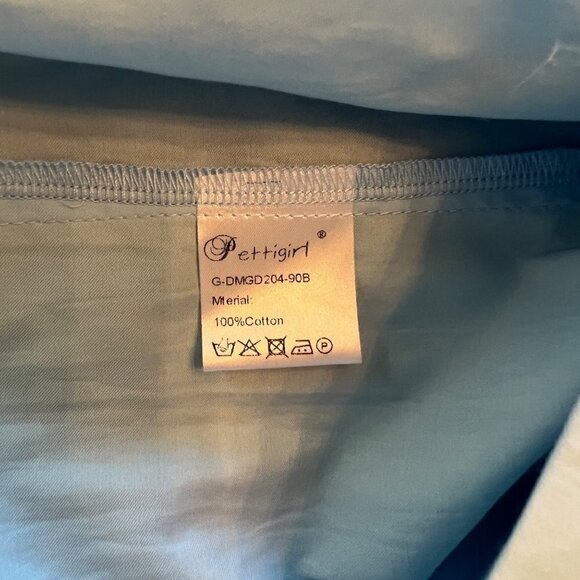 Pettigirl ®
G-DMGD204-90B
Mterial:
100%Cotton
P